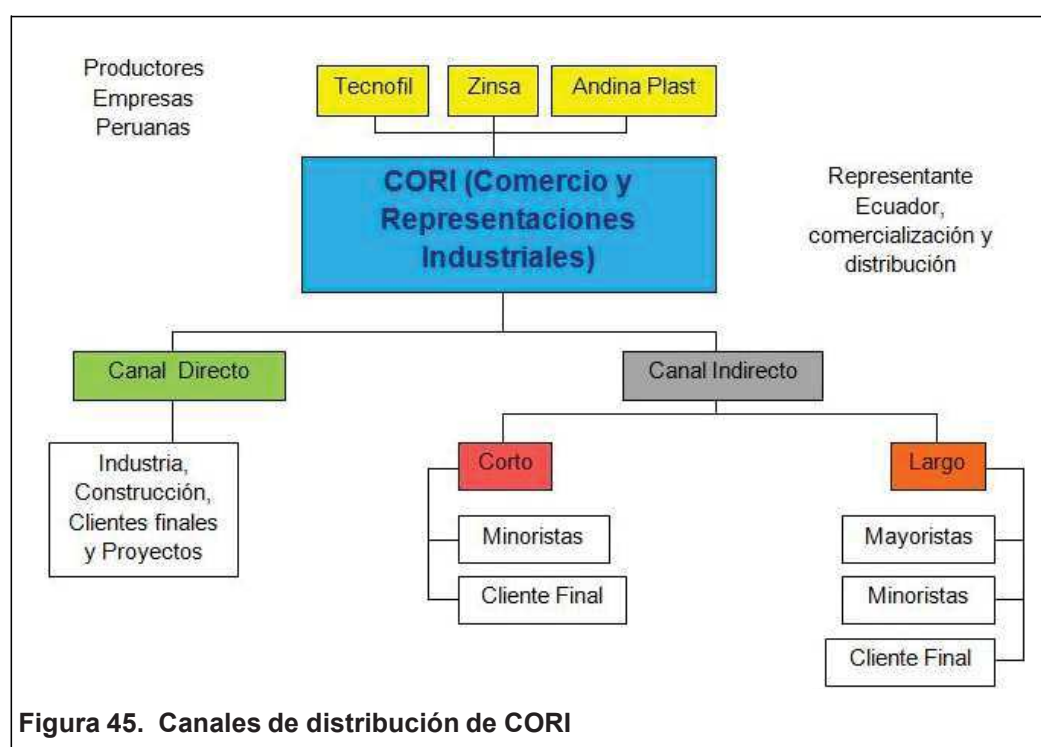 Productores
Empresas
Peruanas
Tecnofil
Zinsa
Andina Plast
CORI (Comercio y
Representaciones
Industriales)
Representante
Ecuador,
comercialización y
distribución
Canal Directo
Canal Indirecto
Industria,
Construcción,
Clientes finales
y Proyectos
Corto
Minoristas
Cliente Final
Largo
Mayoristas
Minoristas
Cliente Final
Figura 45. Canales de distribución de CORI